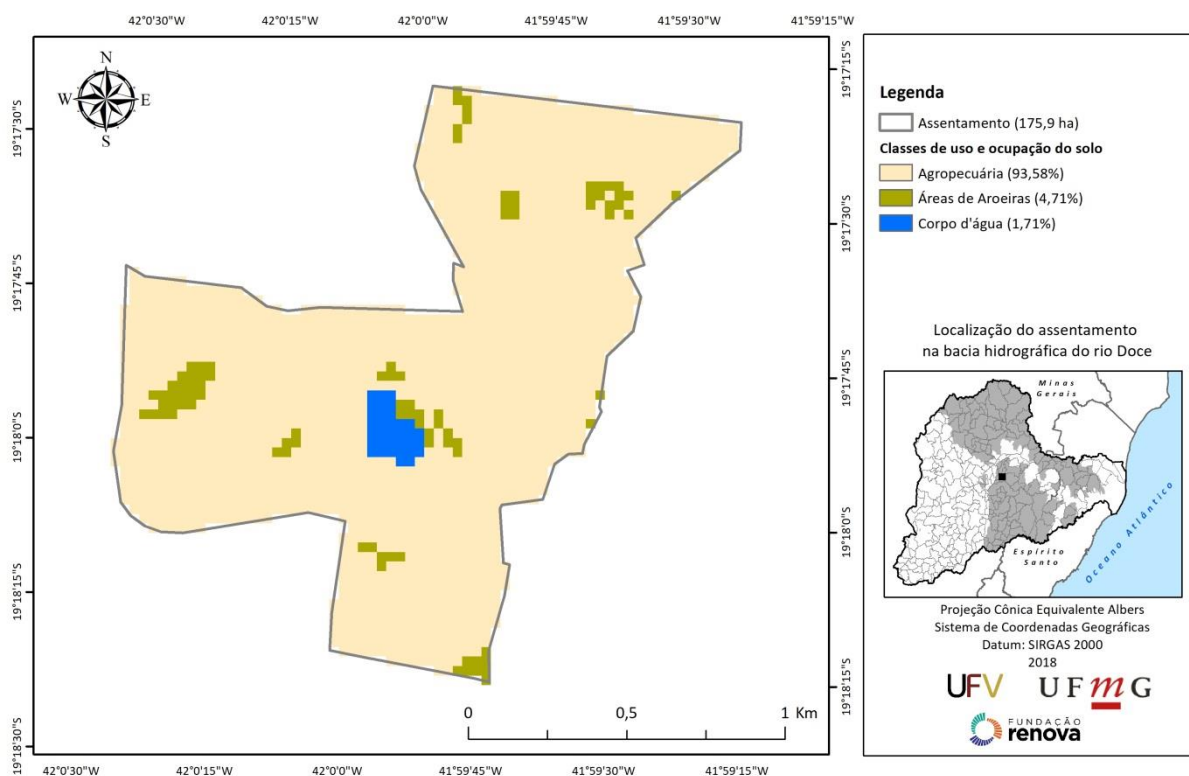 42°0'30"W 42°0'15"W 42°0'0"W 41°59'45"W 41°59'30"W 41°59'15"W
N
W E
S
19°17'30"S
19°17'45"S
19°18'0"S
19°18'15"S
19°18'30"S
19°17'15"S
19°17'30"S
19°17'45"S
19°18'0"S
19°18'15"S
0 0,5 1 Km
42°0'30"W 42°0'15"W 42°0'0"W 41°59'45"W 41°59'30"W 41°59'15"W
Legenda
Assentamento (175,9 ha)
Classes de uso e ocupação do solo
Agropecuária (93,58%)
Áreas de Aroeiras (4,71%)
Corpo d'água (1,71%)
Localização do assentamento
na bacia hidrográfica do rio Doce
Minas
Gerais
Espírito
Santo
Oceano Atlântico
Projeção Cônica Equivalente Albers
Sistema de Coordenadas Geográficas
Datum: SIRGAS 2000
2018
UFV UFmG
FUNDAÇÃO
renova